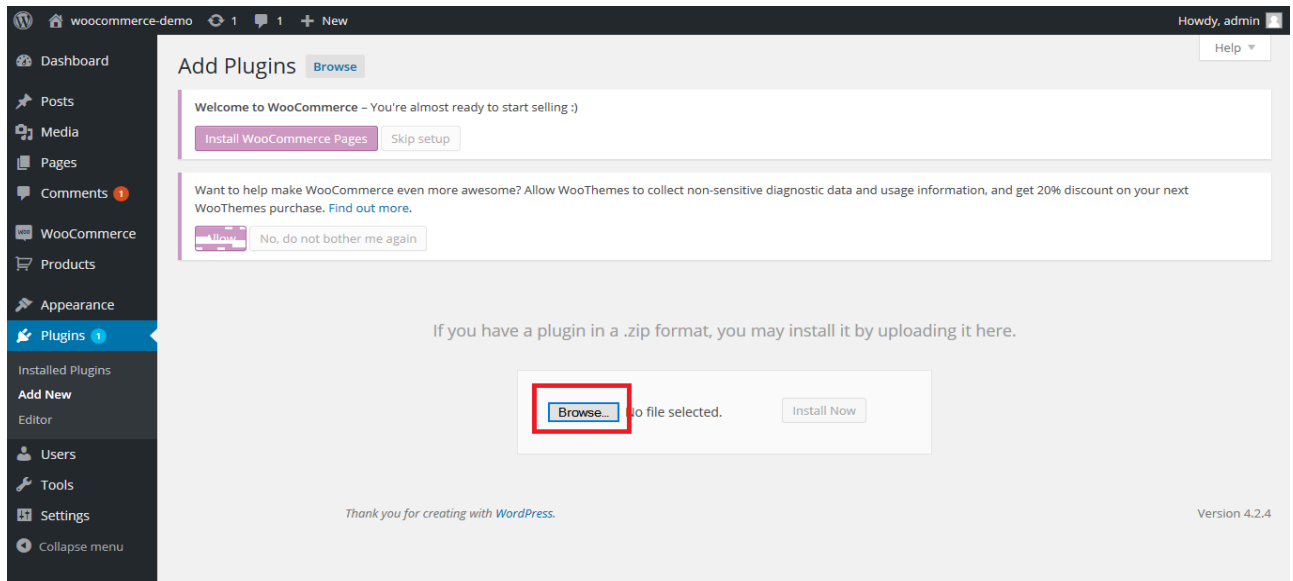 woocommerce-demo 1 1 + New Howdy, admin
Help ▼
Dashboard
Posts
Media
Pages
Comments 1
WooCommerce
Products
Appearance
Plugins 1
Installed Plugins
Add New
Editor
Users
Tools
Settings
Collapse menu
Add Plugins Browse
Welcome to WooCommerce – You're almost ready to start selling :)
Install WooCommerce Pages Skip setup
Want to help make WooCommerce even more awesome? Allow WooThemes to collect non-sensitive diagnostic data and usage information, and get 20% discount on your next
WooThemes purchase. Find out more.
Allow No, do not bother me again
If you have a plugin in a .zip format, you may install it by uploading it here.
Browse... No file selected. Install Now
Thank you for creating with WordPress. Version 4.2.4